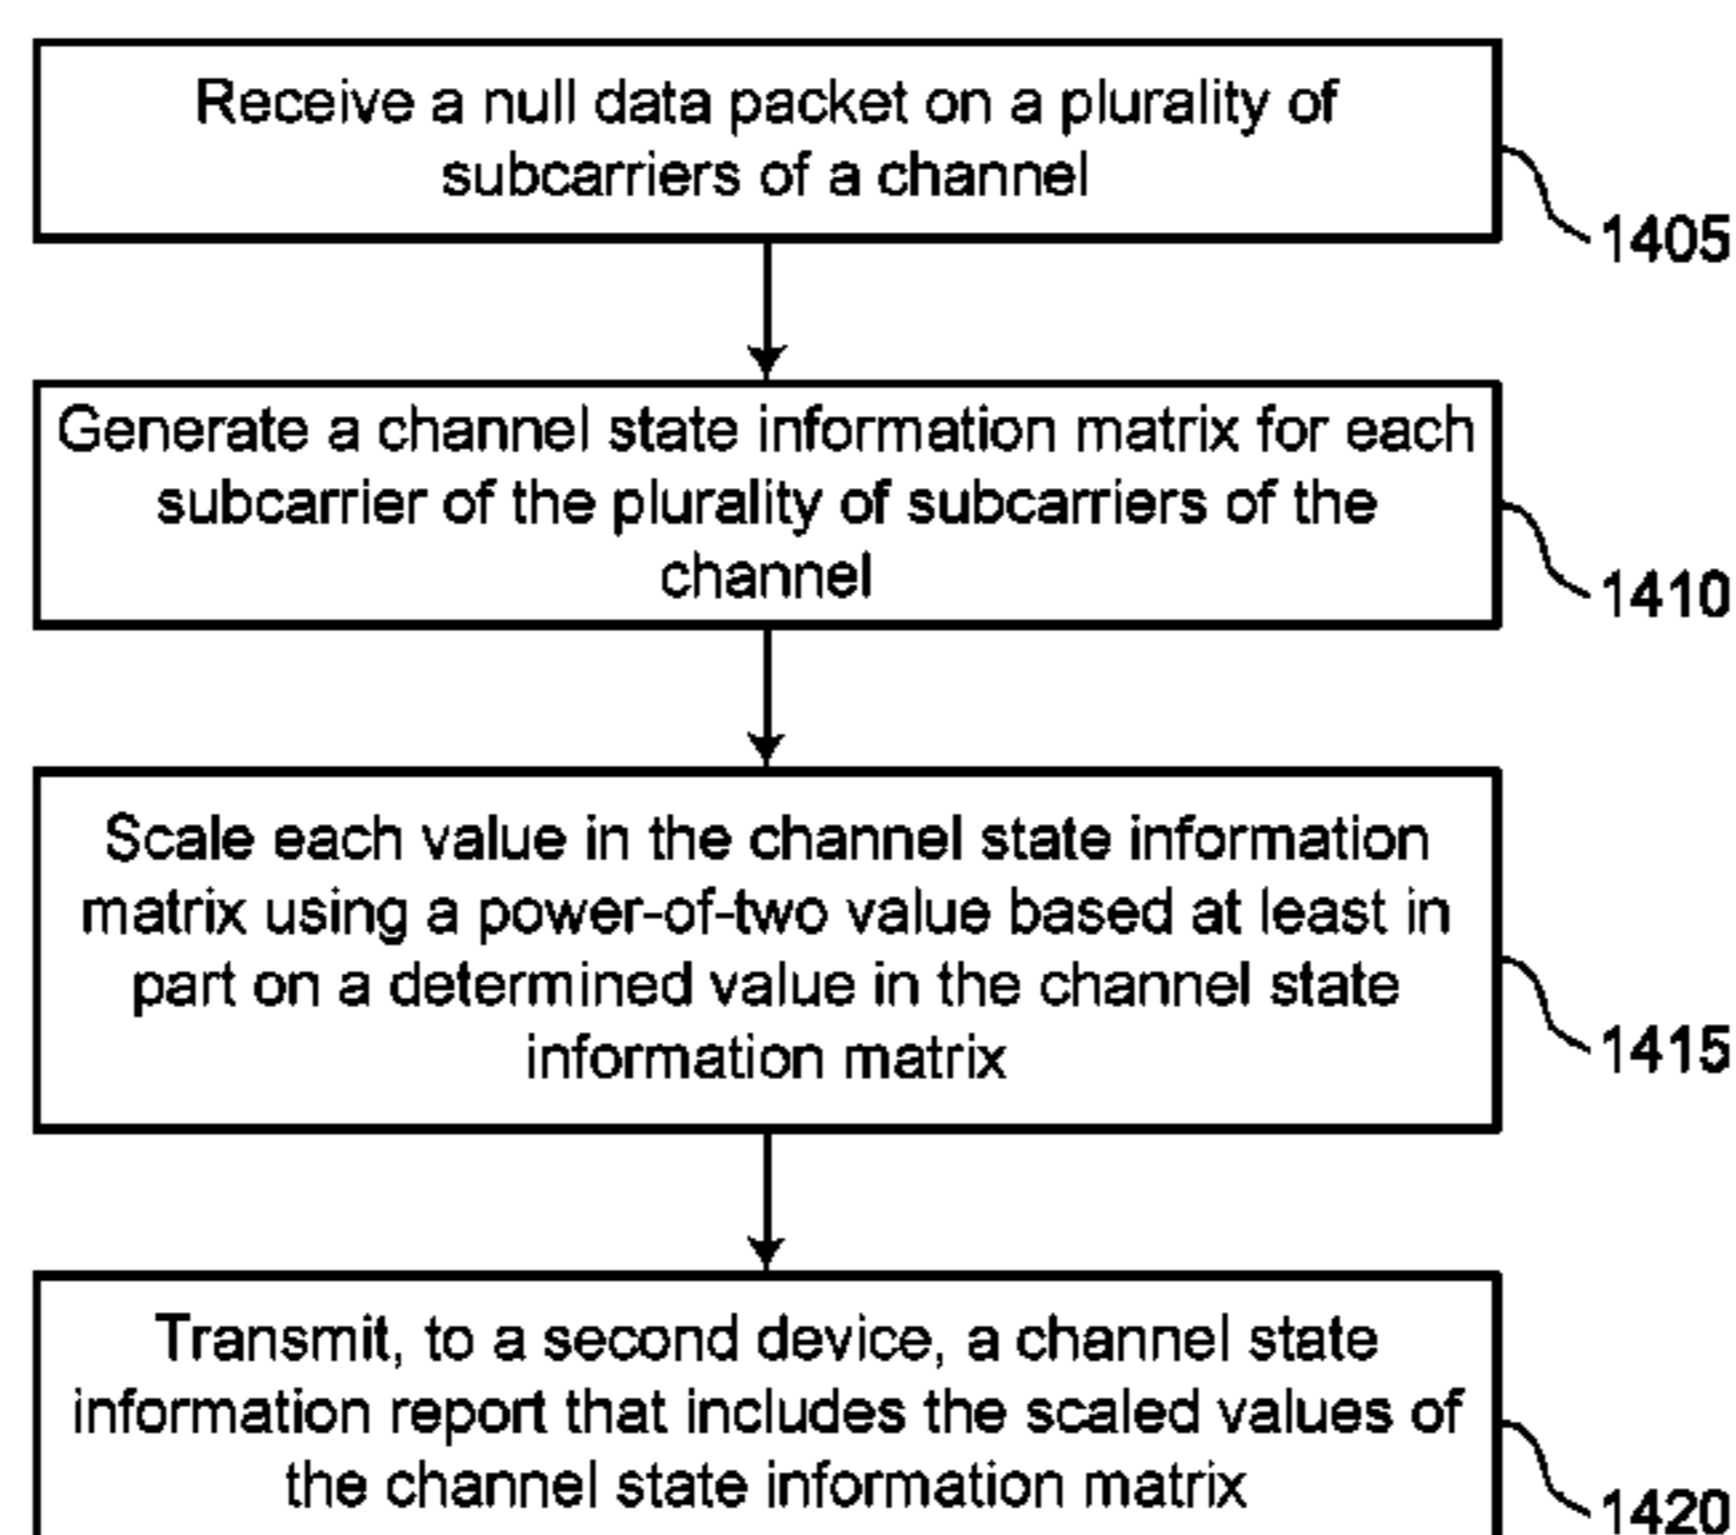 Receive a null data packet on a plurality of
subcarriers of a channel
1405
Generate a channel state information matrix for each
subcarrier of the plurality of subcarriers of the
channel
1410
Scale each value in the channel state information
matrix using a power-of-two value based at least in
part on a determined value in the channel state
information matrix
1415
Transmit, to a second device, a channel state
information report that includes the scaled values of
the channel state information matrix
1420